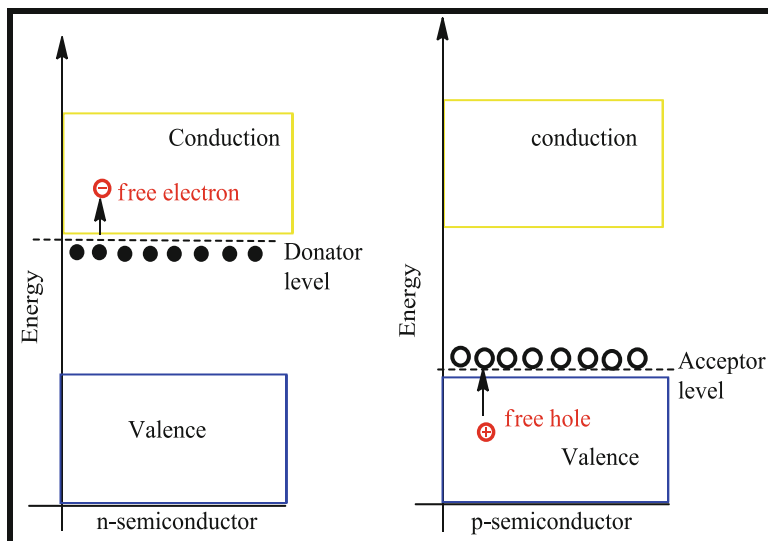 Energy
Conduction
⊖ free electron
Donator
level
Valence
n-semiconductor
Energy
conduction
Acceptor
level
free hole
⊕
Valence
p-semiconductor